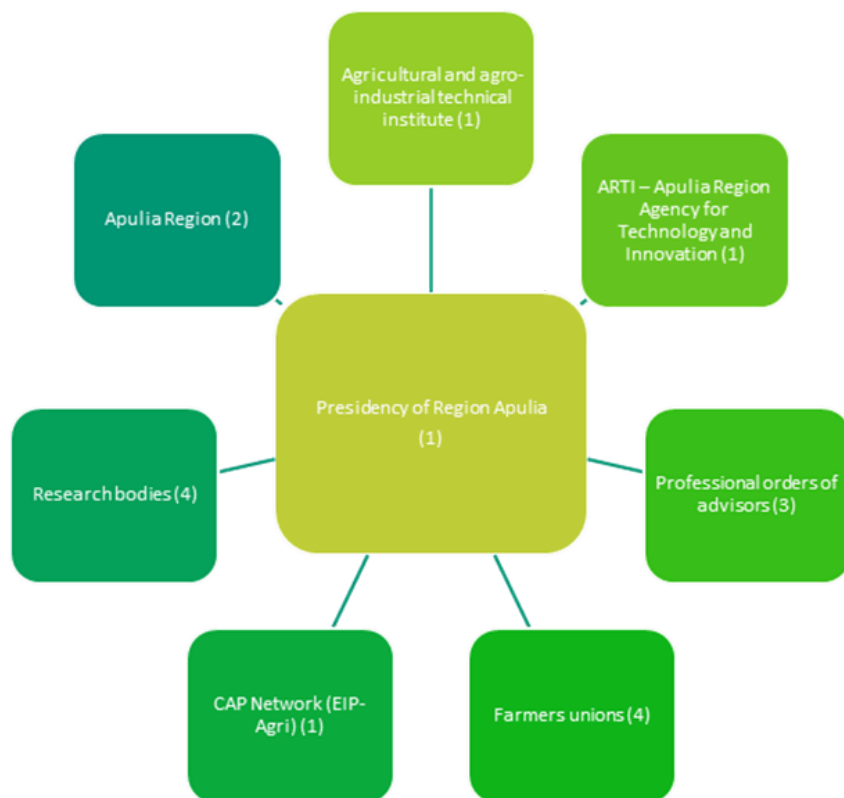 Agricultural and agro-
industrial technical
institute (1)
ARTI – Apulia Region
Agency for
Technology and
Innovation (1)
Apulia Region (2)
Presidency of Region Apulia
(1)
Professional orders of
advisors (3)
Research bodies (4)
CAP Network (EIP-
Agri) (1)
Farmers unions (4)